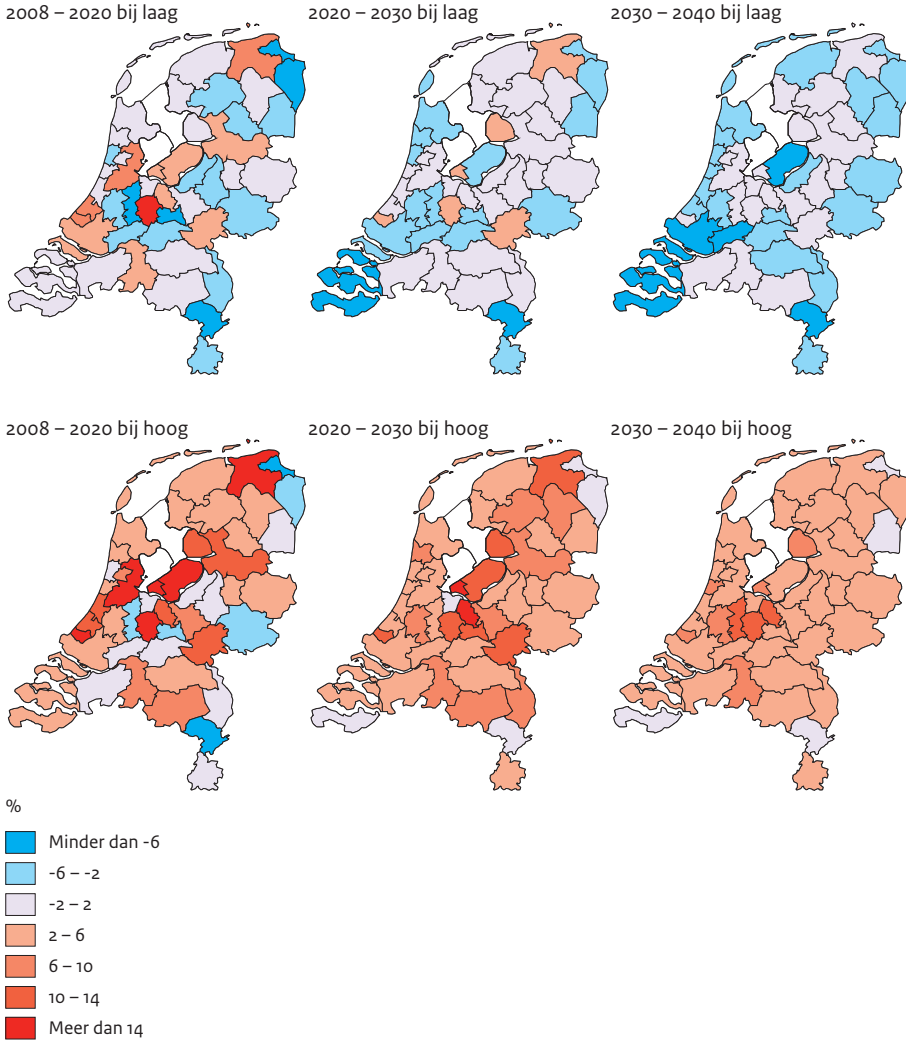 2008 – 2020 bij laag
2020 – 2030 bij laag
2030 – 2040 bij laag
2008 – 2020 bij hoog
2020 – 2030 bij hoog
2030 – 2040 bij hoog
%
Minder dan -6
-6 – -2
-2 – 2
2 – 6
6 – 10
10 – 14
Meer dan 14